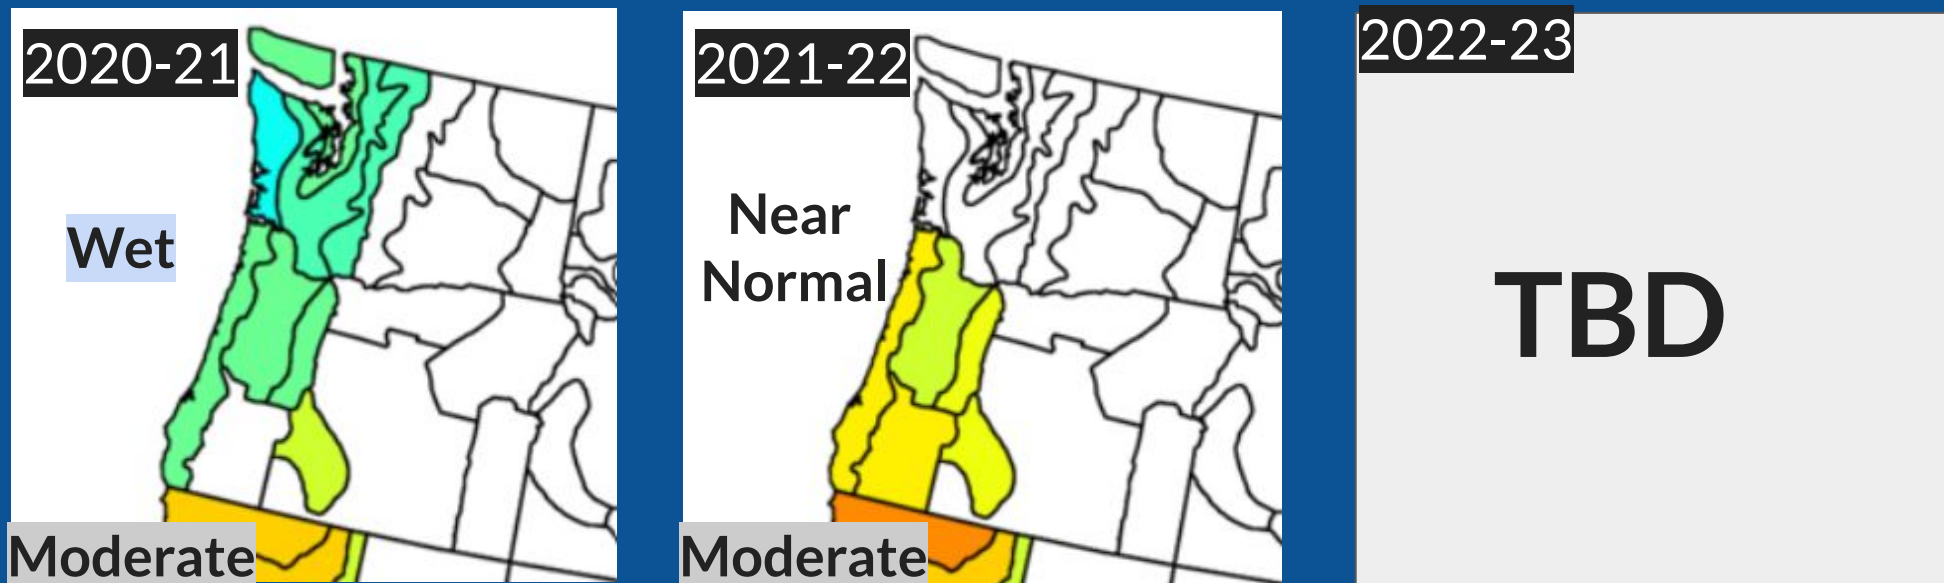 2020-21
Wet
Moderate
2021-22
Near
Normal
Moderate
2022-23
TBD